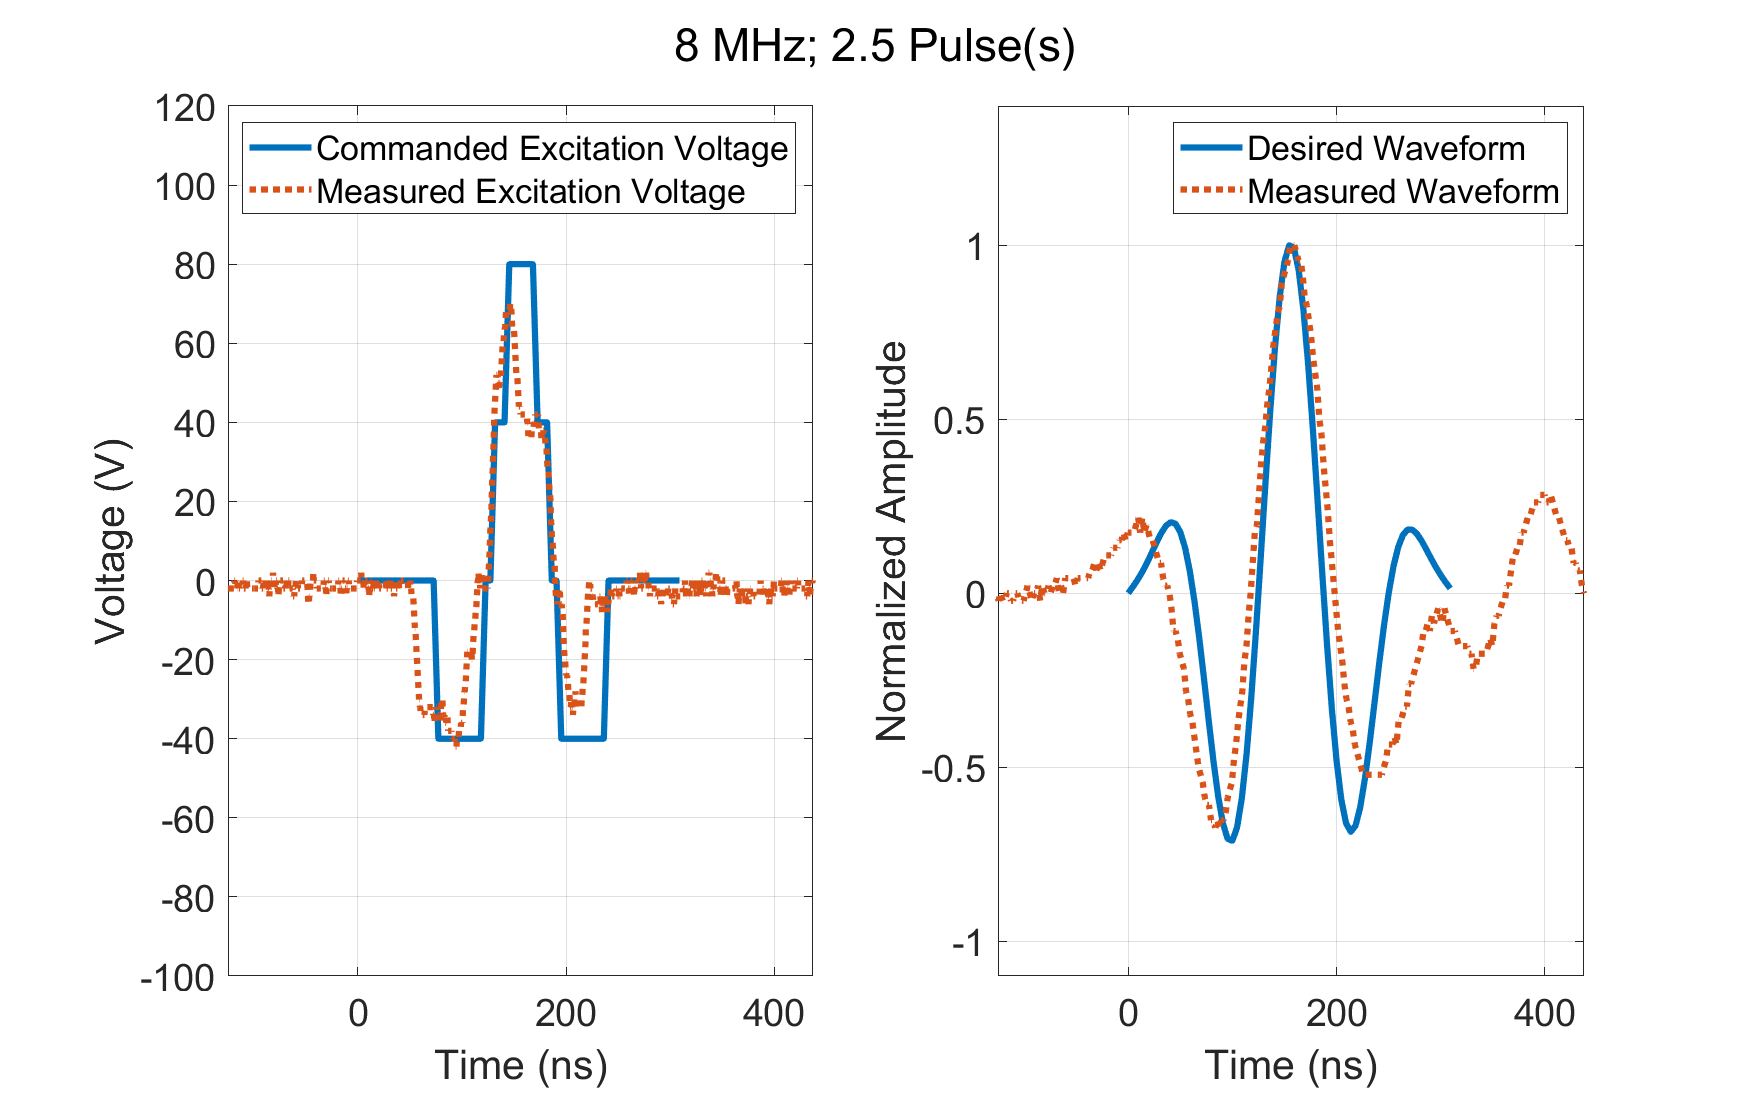 8 MHz; 2.5 Pulse(s)
120
100
80
60
40
20
0
-20
-40
-60
-80
-100
Voltage (V)
Commanded Excitation Voltage
Measured Excitation Voltage
0 200 400
Time (ns)
1
0.5
0
-0.5
-1
Normalized Amplitude
Desired Waveform
Measured Waveform
0 200 400
Time (ns)